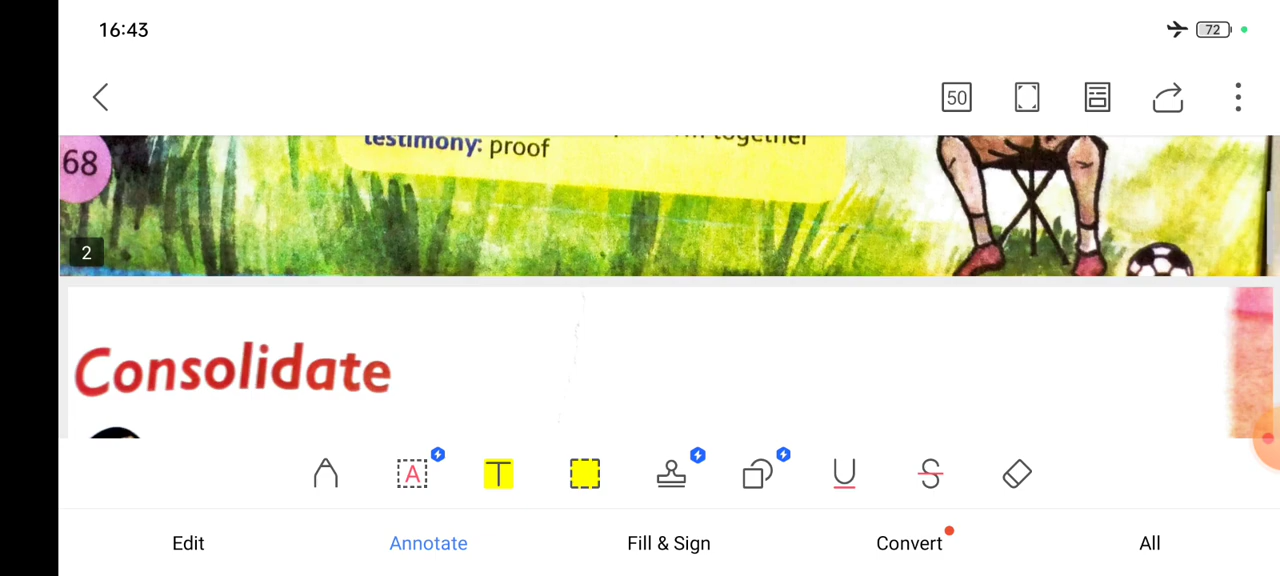 16:43
72
50
together
testimony: proof
68
2
Consolidate
A
T
U
S
Edit
Annotate
Fill & Sign
Convert
All